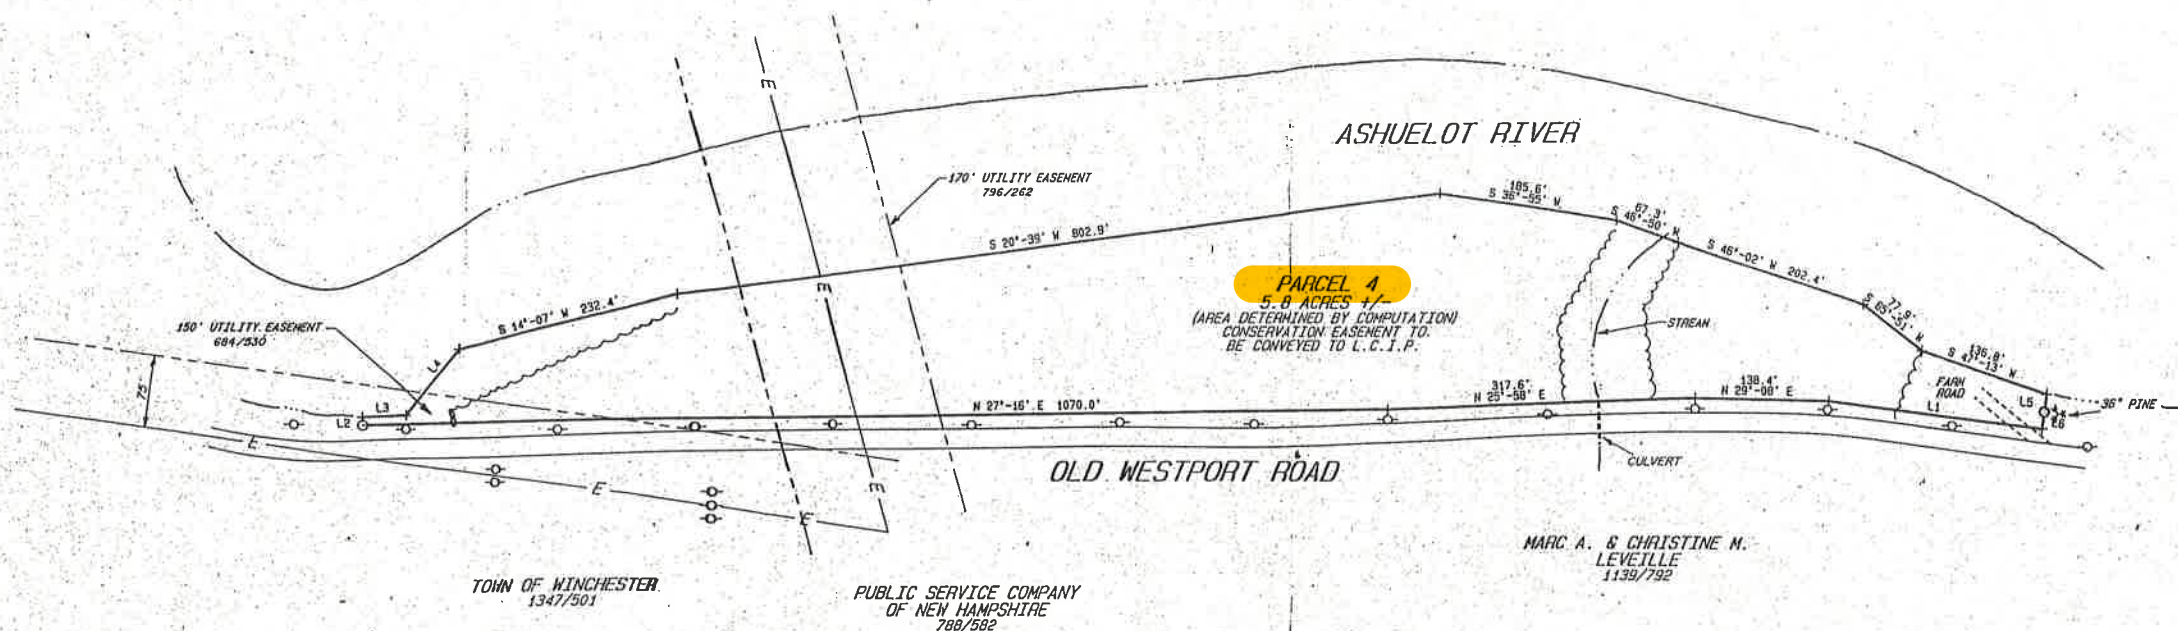 ASHUELOT RIVER
170' UTILITY EASEMENT
796/262
185.6'
S 36°-55' W
67.3'
S 46°-50' W
S 20°-39' W 802.9'
S 46°-02' W 202.4'
PARCEL 4
5.8 ACRES +/-
(AREA DETERMINED BY COMPUTATION)
CONSERVATION EASEMENT TO
BE CONVEYED TO L.C.I.P.
77.9'
S 65°-51' W
S 14°-07' W 232.4'
150' UTILITY EASEMENT
684/530
STREAM
136.8'
S 47°-13' W
L4
75'
FARM
ROAD
317.6'
N 25°-58' E
138.4'
N 29°-08' E
L3
L2
N 27°-16' E 1070.0'
L1
L5
36" PINE
L6
E
E
E
E
E
E
OLD WESTPORT ROAD
CULVERT
MARC A. & CHRISTINE M.
LEVEILLE
1139/792
TOWN OF WINCHESTER
1347/501
PUBLIC SERVICE COMPANY
OF NEW HAMPSHIRE
788/582